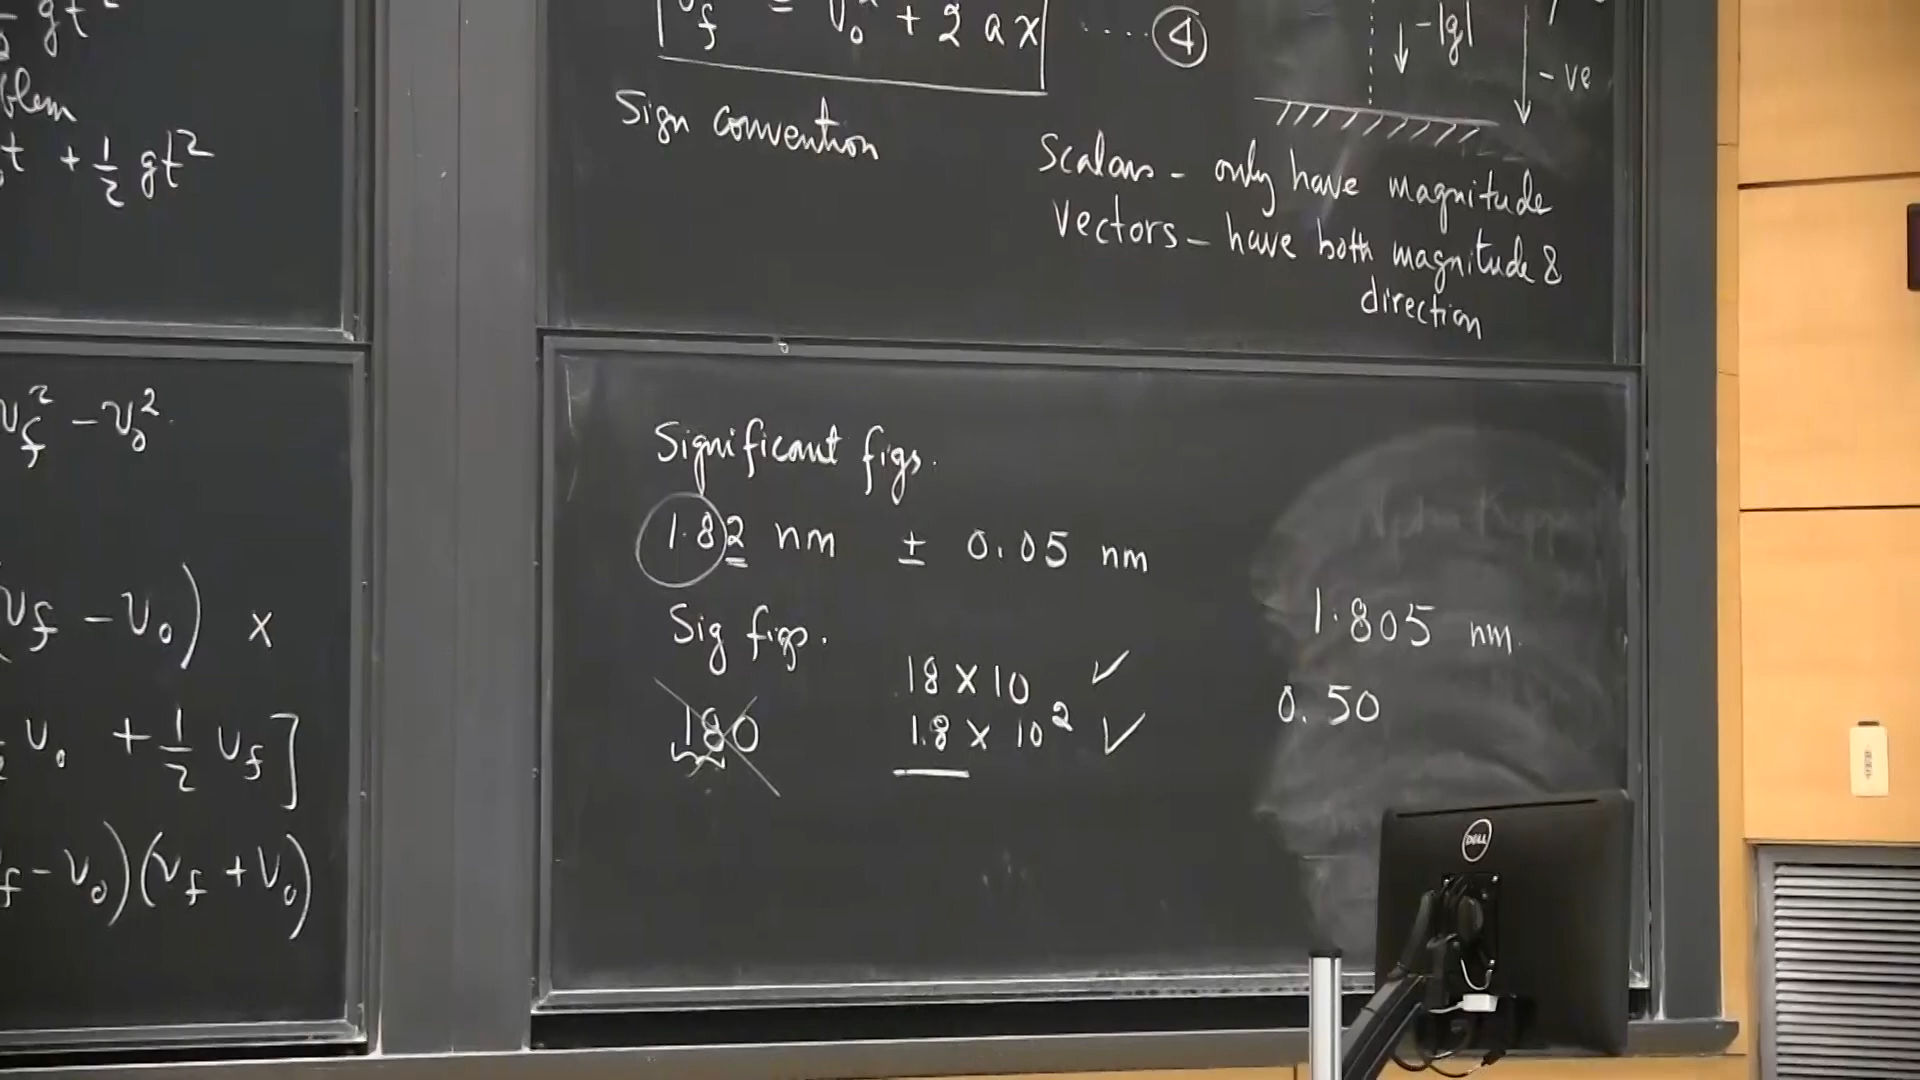 gt²
blem
t + 1/2 gt²
v_f² - v_0²
v_f - v_0) x
v_0 + 1/2 v_f]
f - v_0)(v_f + v_0)
v_f² = v_0² + 2 a x ....④
Sign convention
-|g|
-ve
Scalars - only have magnitude
Vectors - have both magnitude &
direction
Significant figs.
1.82 nm ± 0.05 nm
Sig figs.
180
18 x 10 ✓
1.8 x 10² ✓
1.805 nm.
0.50
DELL